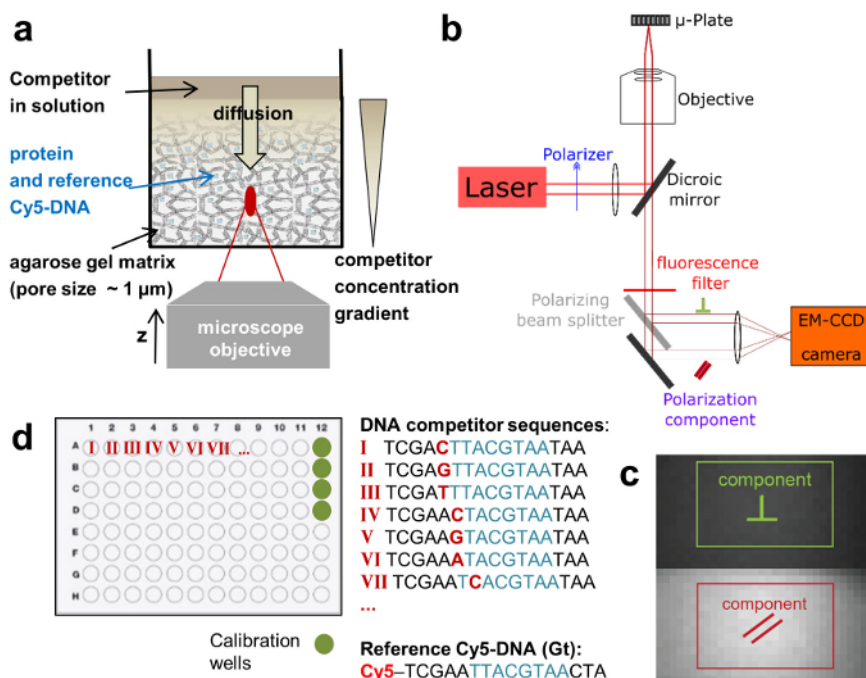 a
Competitor
in solution
diffusion
protein
and reference
Cy5-DNA
agarose gel matrix
(pore size ~ 1 µm)
competitor
concentration
gradient
z
microscope
objective
b
µ-Plate
Objective
Polarizer
Laser
Dicroic
mirror
fluorescence
filter
Polarizing
beam splitter
EM-CCD
camera
Polarization
component
d
1 2 3 4 5 6 7 8 9 10 11 12
A I II III IV V VI VII ...
B
C
D
E
F
G
H
Calibration
wells
DNA competitor sequences:
I TCGACTTACGTAATAA
II TCGAGTTACGTAATAA
III TCGATTTACGTAATAA
IV TCGAACTACGTAATAA
V TCGAAGTACGTAATAA
VI TCGAAATACGTAATAA
VII TCGAATCACGTAATAA
...
Reference Cy5-DNA (Gt):
Cy5–TCGAATTACGTAACTA
c
component
component